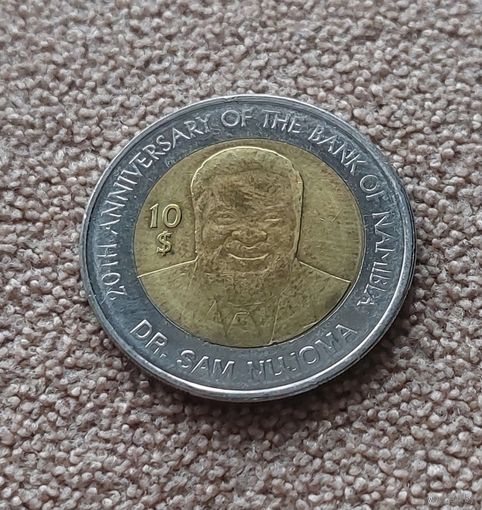 20TH ANNIVERSARY OF THE BANK OF NAMIBIA
10
$
DR. SAM NUJOMA